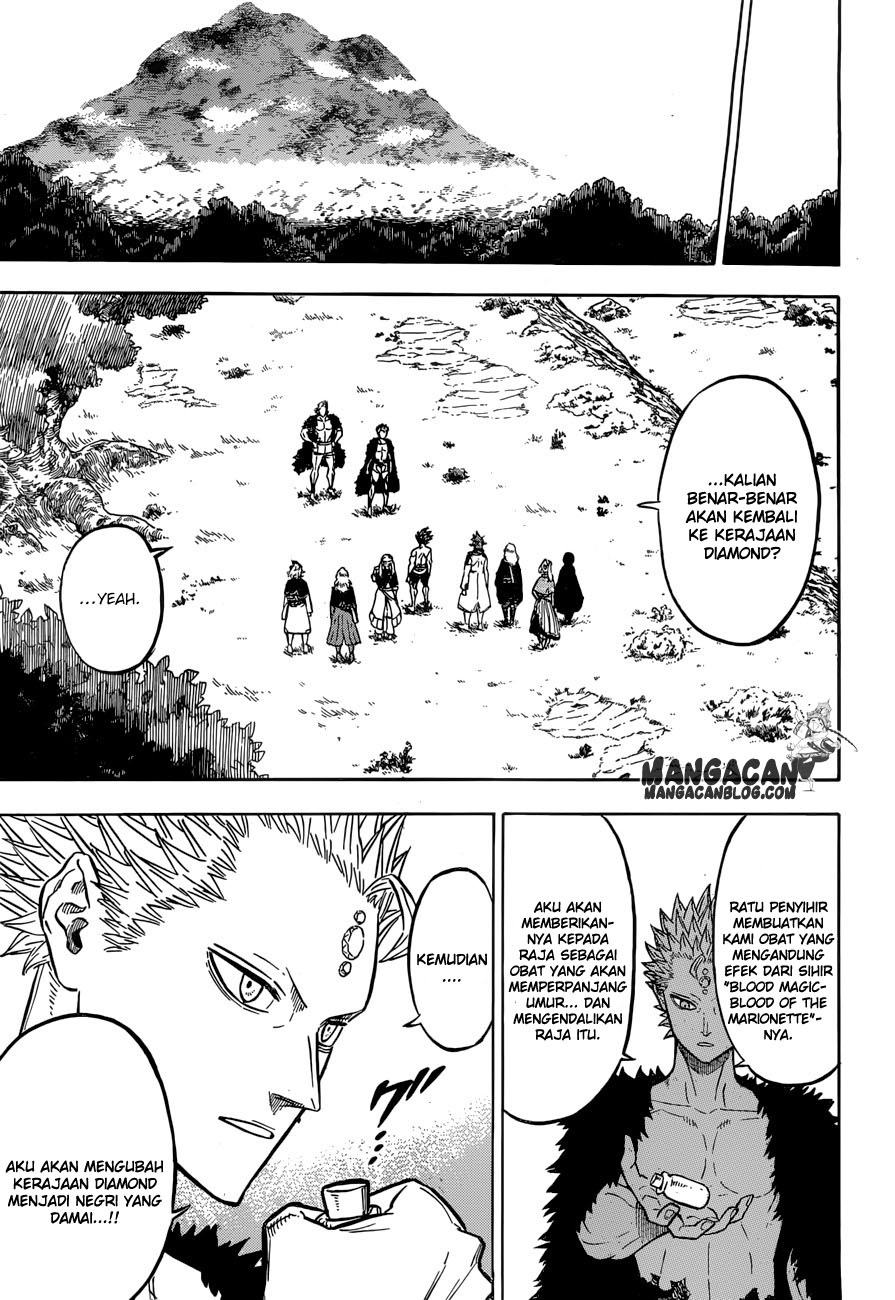 ...KALIAN
BENAR-BENAR
AKAN KEMBALI
KE KERAJAAN
DIAMOND?
...YEAH.
MANGACAN
MANGACANBLOG.COM
RATU PENYIHIR
MEMBUATKAN
KAMI OBAT YANG
MENGANDUNG
EFEK DARI SIHIR
"BLOOD MAGIC-
BLOOD OF THE
MARIONETTE"-
NYA.
AKU AKAN
MEMBERIKAN-
NYA KEPADA
RAJA SEBAGAI
OBAT YANG AKAN
MEMPERPANJANG
UMUR... DAN
MENGENDALIKAN
RAJA ITU.
KEMUDIAN
....
グッ
AKU AKAN MENGUBAH
KERAJAAN DIAMOND
MENJADI NEGRI YANG
DAMAI...!!